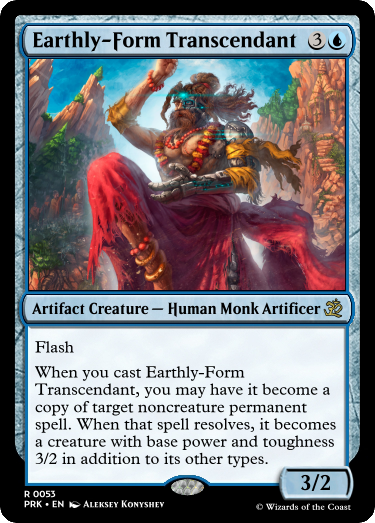 Earthly-Form Transcendant 3
Artifact Creature — Human Monk Artificer
Flash
When you cast Earthly-Form
Transcendant, you may have it become a
copy of target noncreature permanent
spell. When that spell resolves, it becomes
a creature with base power and toughness
3/2 in addition to its other types.
3/2
R 0053
PRK • EN Aleksey Konyshev
© Wizards of the Coast